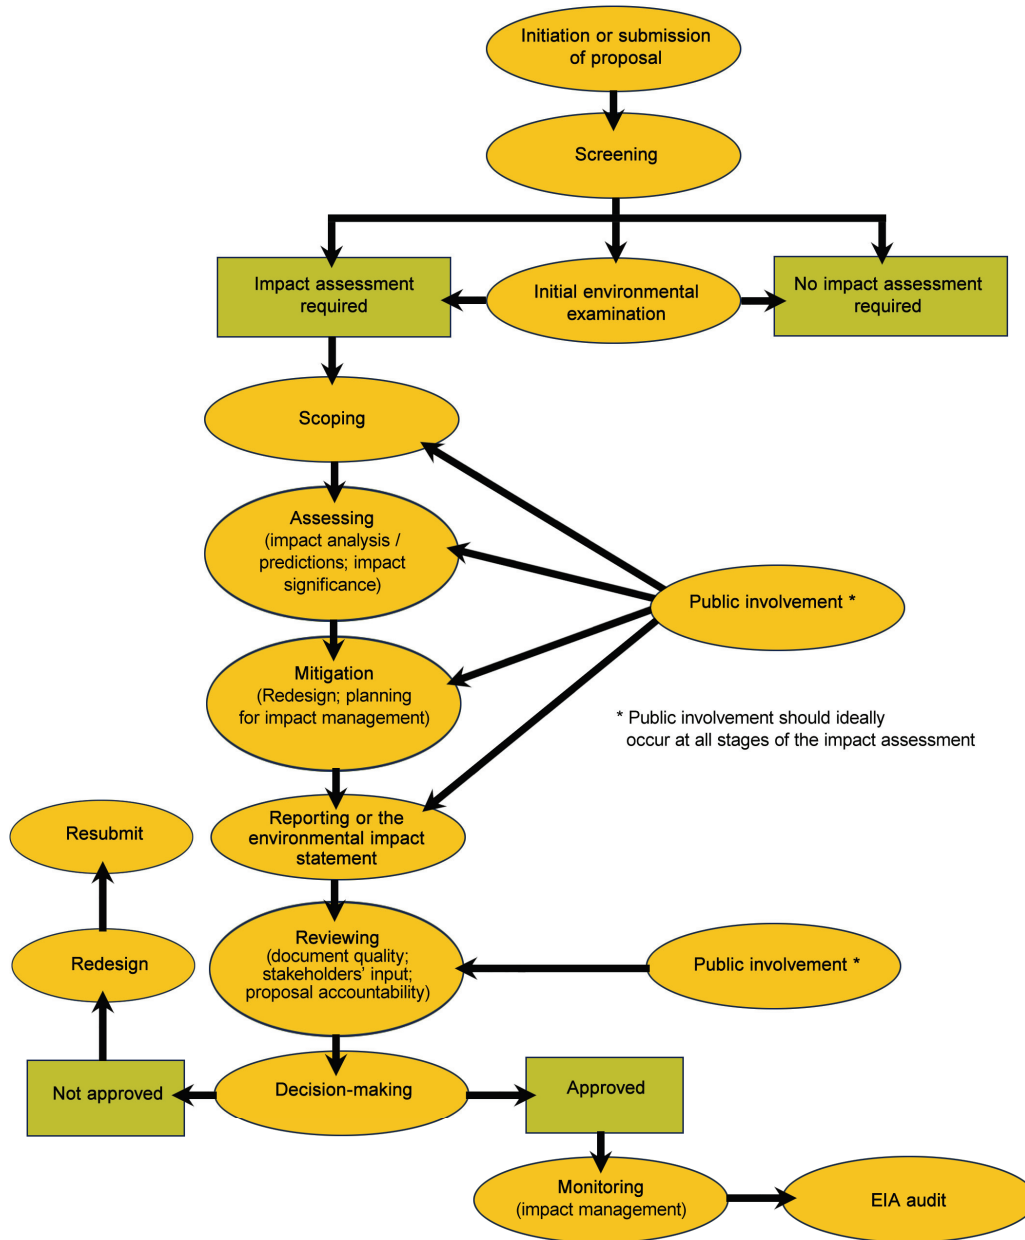 Initiation or submission
of proposal
Screening
Impact assessment
required
Initial environmental
examination
No impact assessment
required
Scoping
Assessing
(impact analysis /
predictions; impact
significance)
Public involvement *
Mitigation
(Redesign; planning
for impact management)
* Public involvement should ideally
occur at all stages of the impact assessment
Reporting or the
environmental impact
statement
Resubmit
Reviewing
(document quality;
stakeholders’ input;
proposal accountability)
Redesign
Public involvement *
Not approved
Decision-making
Approved
Monitoring
(impact management)
EIA audit